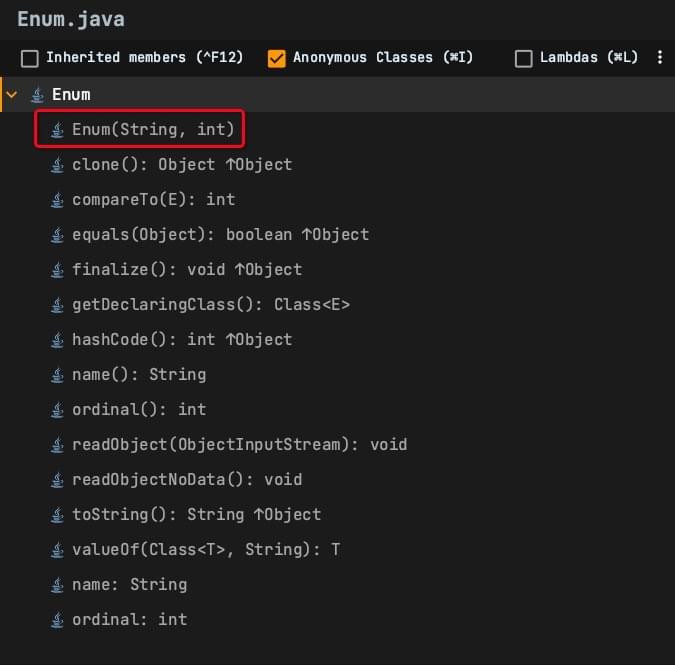 Enum.java
Inherited members (^F12) Anonymous Classes (⌘I) Lambdas (⌘L)
Enum
Enum(String, int)
clone(): Object ↑Object
compareTo(E): int
equals(Object): boolean ↑Object
finalize(): void ↑Object
getDeclaringClass(): Class<E>
hashCode(): int ↑Object
name(): String
ordinal(): int
readObject(ObjectInputStream): void
readObjectNoData(): void
toString(): String ↑Object
valueOf(Class<T>, String): T
name: String
ordinal: int